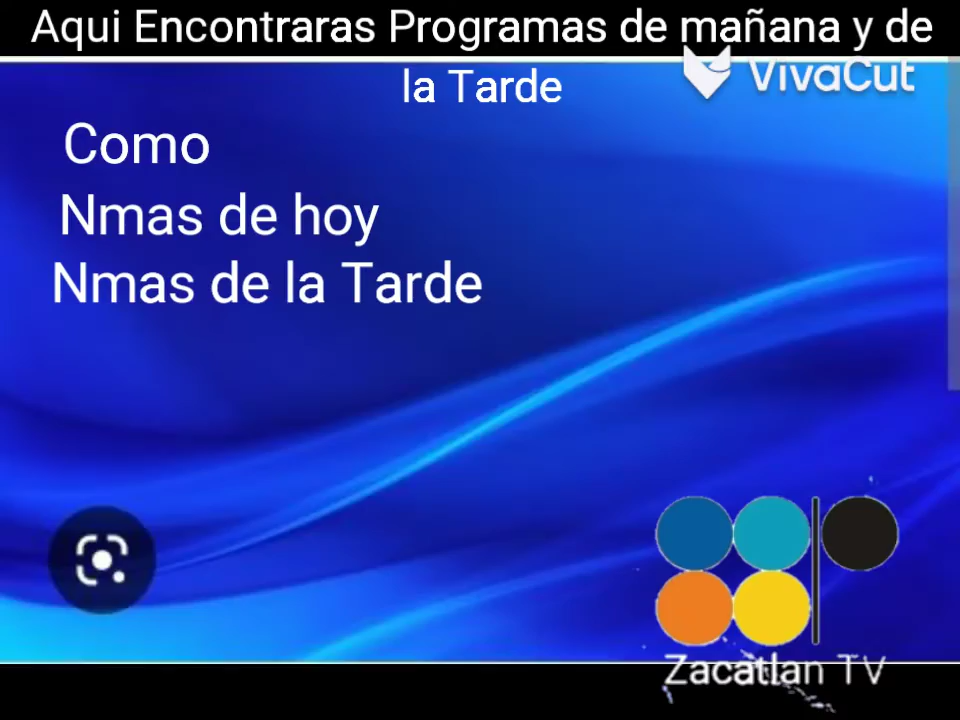 Aqui Encontraras Programas de mañana y de
la Tarde
VivaCut
Como
Nmas de hoy
Nmas de la Tarde
Zacatlan TV